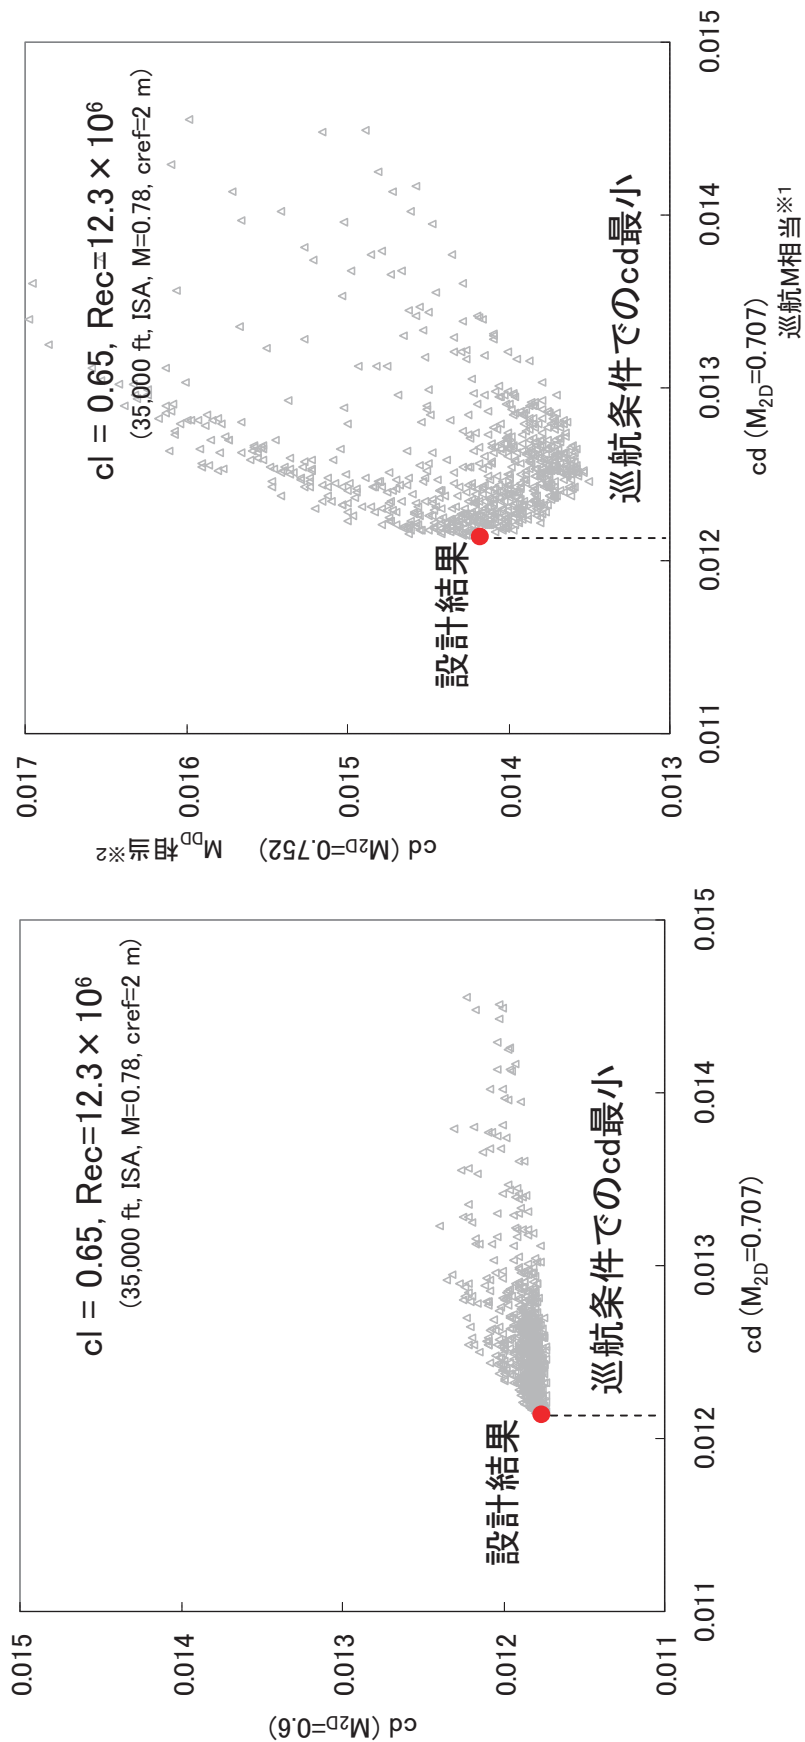 cl = 0.65, Rec=12.3×10⁶
(35,000 ft, ISA, M=0.78, cref=2 m)
設計結果
巡航条件でのcd最小
0.015
0.014
0.013
0.012
0.011
cd (M2D=0.6)
0.011
0.012
0.013
0.014
0.015
cd (M2D=0.707)
cl = 0.65, Rec=12.3×10⁶
(35,000 ft, ISA, M=0.78, cref=2 m)
設計結果
巡航条件でのcd最小
0.017
0.016
0.015
0.014
0.013
MDD相当※2
cd (M2D=0.752)
0.011
0.012
0.013
0.014
0.015
cd (M2D=0.707)
巡航M相当※1